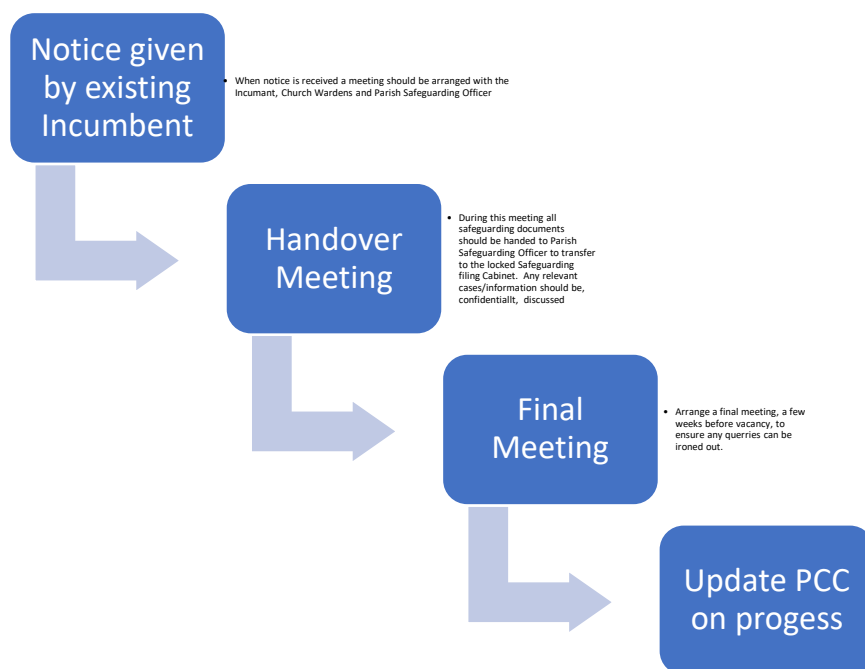 Notice given
by existing
Incumbent
• When notice is received a meeting should be arranged with the
Incumant, Church Wardens and Parish Safeguarding Officer
Handover
Meeting
• During this meeting all
safeguarding documents
should be handed to Parish
Safeguarding Officer to transfer
to the locked Safeguarding
filing Cabinet. Any relevant
cases/information should be,
confidentiallt, discussed
Final
Meeting
• Arrange a final meeting, a few
weeks before vacancy, to
ensure any querries can be
ironed out.
Update PCC
on progess